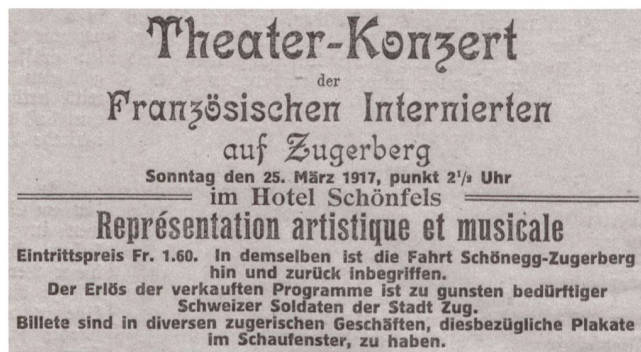 Theater-Konzert
der
Französischen Internierten
auf Zugerberg
Sonntag den 25. März 1917, punkt 2¹/₂ Uhr
im Hotel Schönfels
Représentation artistique et musicale
Eintrittspreis Fr. 1.60. In demselben ist die Fahrt Schönegg-Zugerberg
hin und zurück inbegriffen.
Der Erlös der verkauften Programme ist zu gunsten bedürftiger
Schweizer Soldaten der Stadt Zug.
Billete sind in diversen zugerischen Geschäften, diesbezügliche Plakate
im Schaufenster, zu haben.